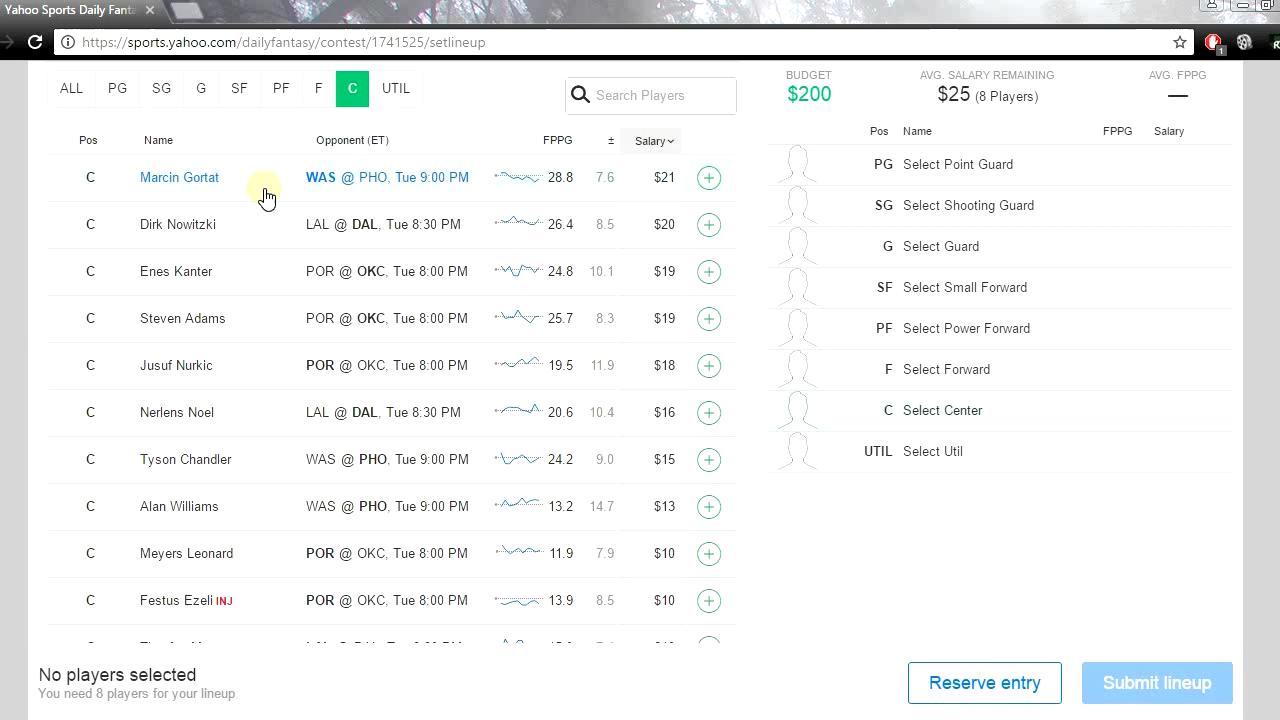 Yahoo Sports Daily Fanta
https://sports.yahoo.com/dailyfantasy/contest/1741525/setlineup
1
ALL PG SG G SF PF F C UTIL
Search Players
BUDGET AVG. SALARY REMAINING AVG. FPPG
$200 $25 (8 Players) —
Pos Name Opponent (ET) FPPG ± Salary
C Marcin Gortat WAS @ PHO, Tue 9:00 PM 28.8 7.6 $21
C Dirk Nowitzki LAL @ DAL, Tue 8:30 PM 26.4 8.5 $20
C Enes Kanter POR @ OKC, Tue 8:00 PM 24.8 10.1 $19
C Steven Adams POR @ OKC, Tue 8:00 PM 25.7 8.3 $19
C Jusuf Nurkic POR @ OKC, Tue 8:00 PM 19.5 11.9 $18
C Nerlens Noel LAL @ DAL, Tue 8:30 PM 20.6 10.4 $16
C Tyson Chandler WAS @ PHO, Tue 9:00 PM 24.2 9.0 $15
C Alan Williams WAS @ PHO, Tue 9:00 PM 13.2 14.7 $13
C Meyers Leonard POR @ OKC, Tue 8:00 PM 11.9 7.9 $10
C Festus Ezeli INJ POR @ OKC, Tue 8:00 PM 13.9 8.5 $10
Pos Name FPPG Salary
PG Select Point Guard
SG Select Shooting Guard
G Select Guard
SF Select Small Forward
PF Select Power Forward
F Select Forward
C Select Center
UTIL Select Util
No players selected
You need 8 players for your lineup
Reserve entry
Submit lineup